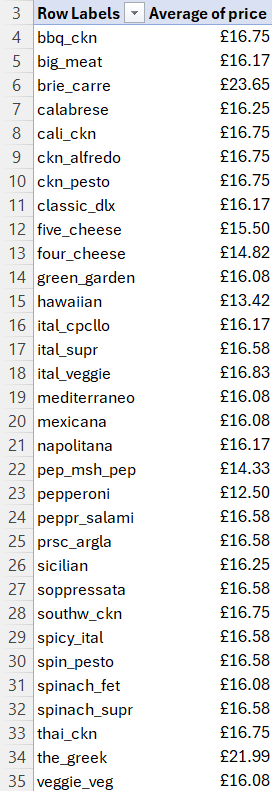 3 Row Labels Average of price
4 bbq_ckn £16.75
5 big_meat £16.17
6 brie_carre £23.65
7 calabrese £16.25
8 cali_ckn £16.75
9 ckn_alfredo £16.75
10 ckn_pesto £16.75
11 classic_dlx £16.17
12 five_cheese £15.50
13 four_cheese £14.82
14 green_garden £16.08
15 hawaiian £13.42
16 ital_cpcllo £16.17
17 ital_supr £16.58
18 ital_veggie £16.83
19 mediterraneo £16.08
20 mexicana £16.08
21 napolitana £16.17
22 pep_msh_pep £14.33
23 pepperoni £12.50
24 peppr_salami £16.58
25 prsc_argla £16.58
26 sicilian £16.25
27 soppressata £16.58
28 southw_ckn £16.75
29 spicy_ital £16.58
30 spin_pesto £16.58
31 spinach_fet £16.08
32 spinach_supr £16.58
33 thai_ckn £16.75
34 the_greek £21.99
35 veggie_veg £16.08